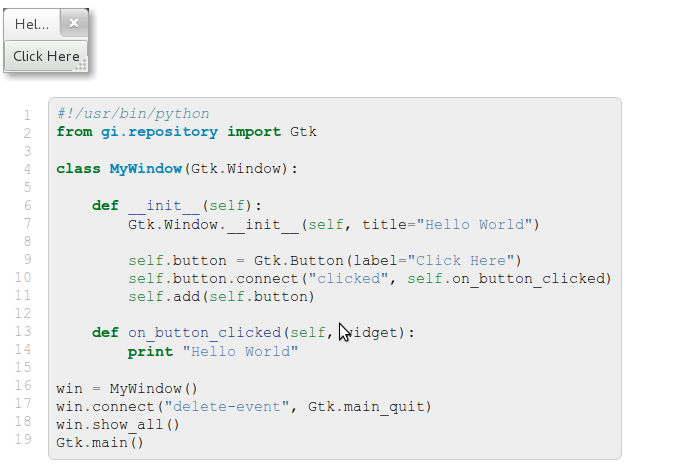 Hel...
Click Here
1 #!/usr/bin/python
2 from gi.repository import Gtk
3
4 class MyWindow(Gtk.Window):
5
6     def __init__(self):
7         Gtk.Window.__init__(self, title="Hello World")
8
9         self.button = Gtk.Button(label="Click Here")
10         self.button.connect("clicked", self.on_button_clicked)
11         self.add(self.button)
12
13     def on_button_clicked(self, widget):
14         print "Hello World"
15
16 win = MyWindow()
17 win.connect("delete-event", Gtk.main_quit)
18 win.show_all()
19 Gtk.main()